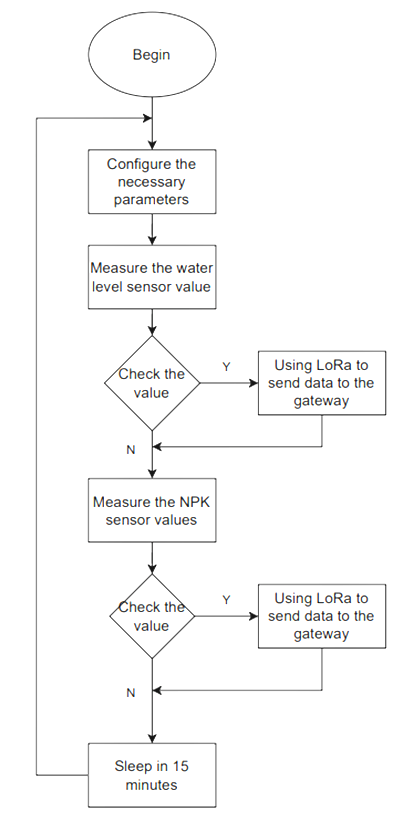 Begin
Configure the
necessary
parameters
Measure the water
level sensor value
Check the
value
Y
Using LoRa to
send data to the
gateway
N
Measure the NPK
sensor values
Check the
value
Y
Using LoRa to
send data to the
gateway
N
Sleep in 15
minutes